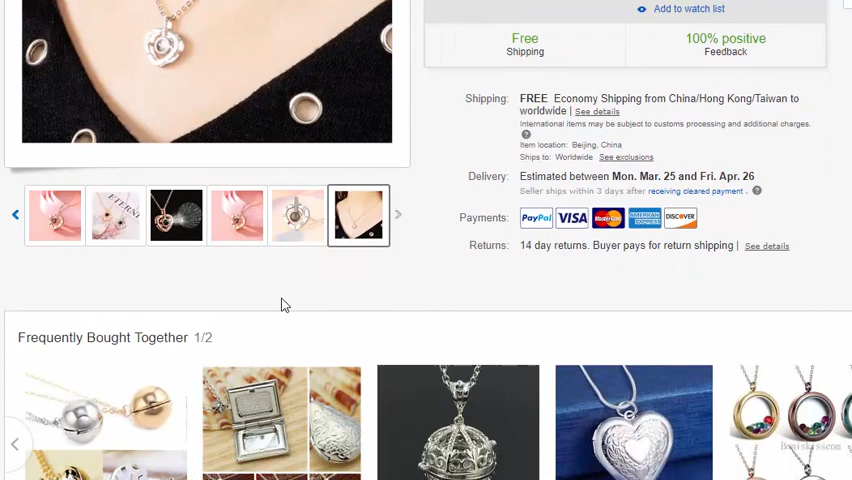 Add to watch list
Free
Shipping
100% positive
Feedback
Shipping: FREE Economy Shipping from China/Hong Kong/Taiwan to
worldwide | See details
International items may be subject to customs processing and additional charges.
?
Item location: Beijing, China
Ships to: Worldwide See exclusions
Delivery: Estimated between Mon. Mar. 25 and Fri. Apr. 26
Seller ships within 3 days after receiving cleared payment . ?
Payments: PayPal VISA MasterCard AMERICAN EXPRESS DISCOVER
Returns: 14 day returns. Buyer pays for return shipping | See details
ETERNI
Frequently Bought Together 1/2